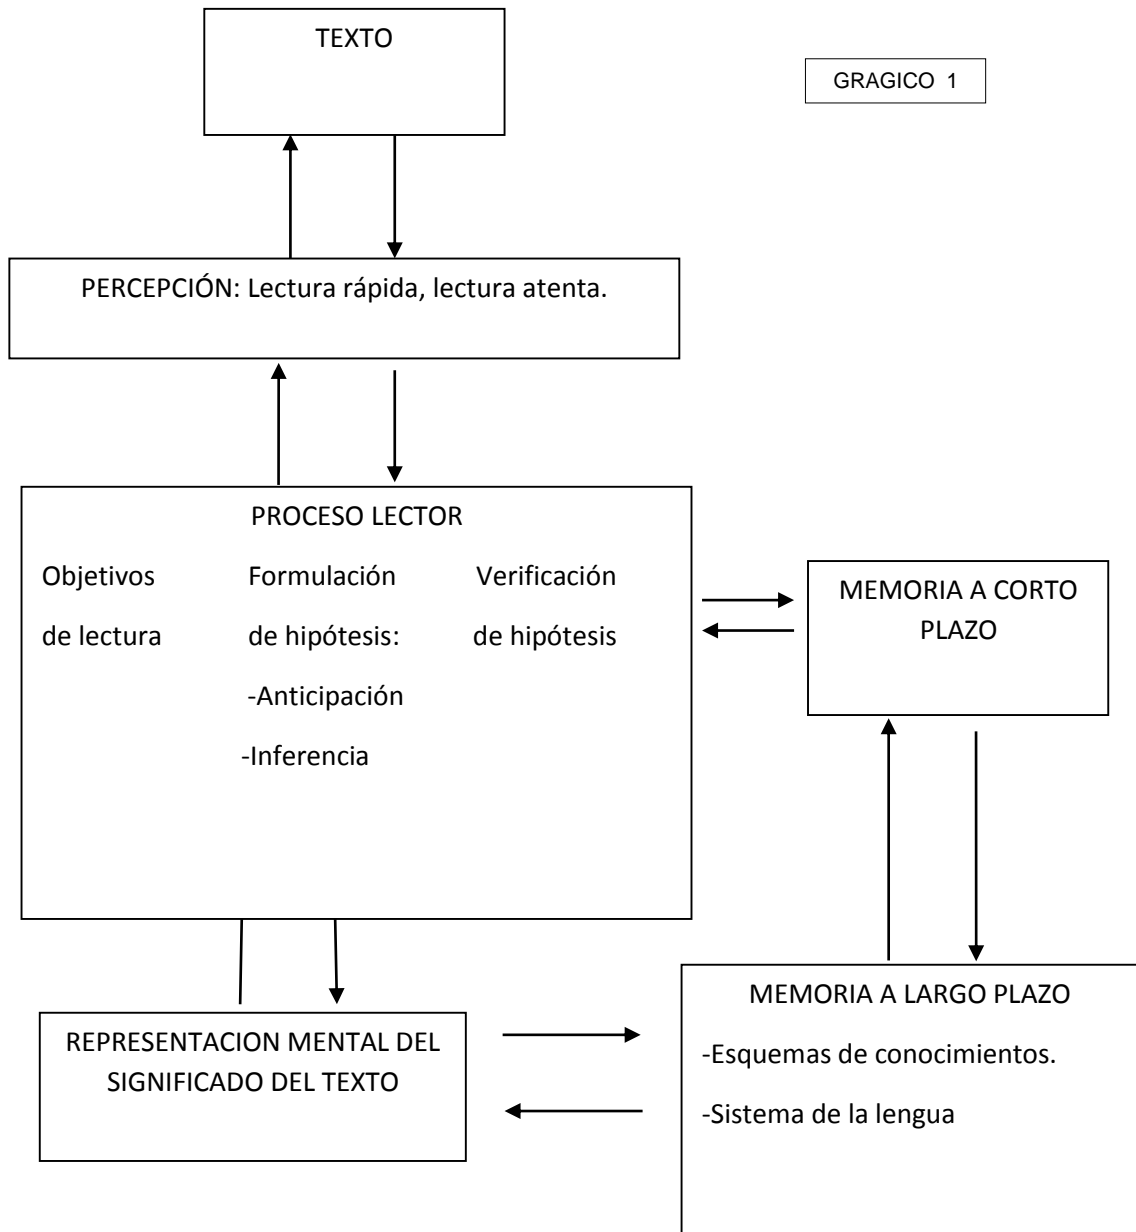 TEXTO
GRAGICO 1
PERCEPCIÓN: Lectura rápida, lectura atenta.
PROCESO LECTOR
Objetivos Formulación Verificación
de lectura de hipótesis: de hipótesis
-Anticipación
-Inferencia
MEMORIA A CORTO
PLAZO
REPRESENTACION MENTAL DEL
SIGNIFICADO DEL TEXTO
MEMORIA A LARGO PLAZO
-Esquemas de conocimientos.
-Sistema de la lengua